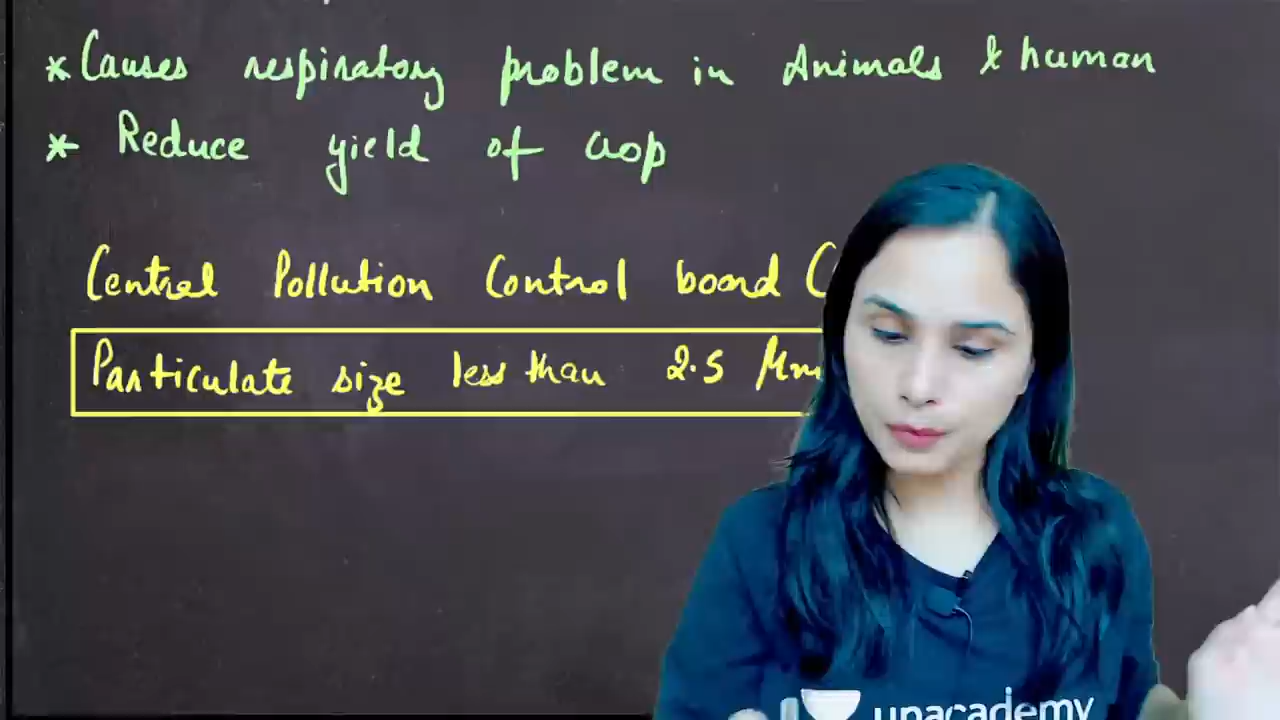 * Causes respiratory problem in Animals & human
* Reduce yield of crop
Central Pollution Control board (
Particulate size less than 2.5 μm
unacademy